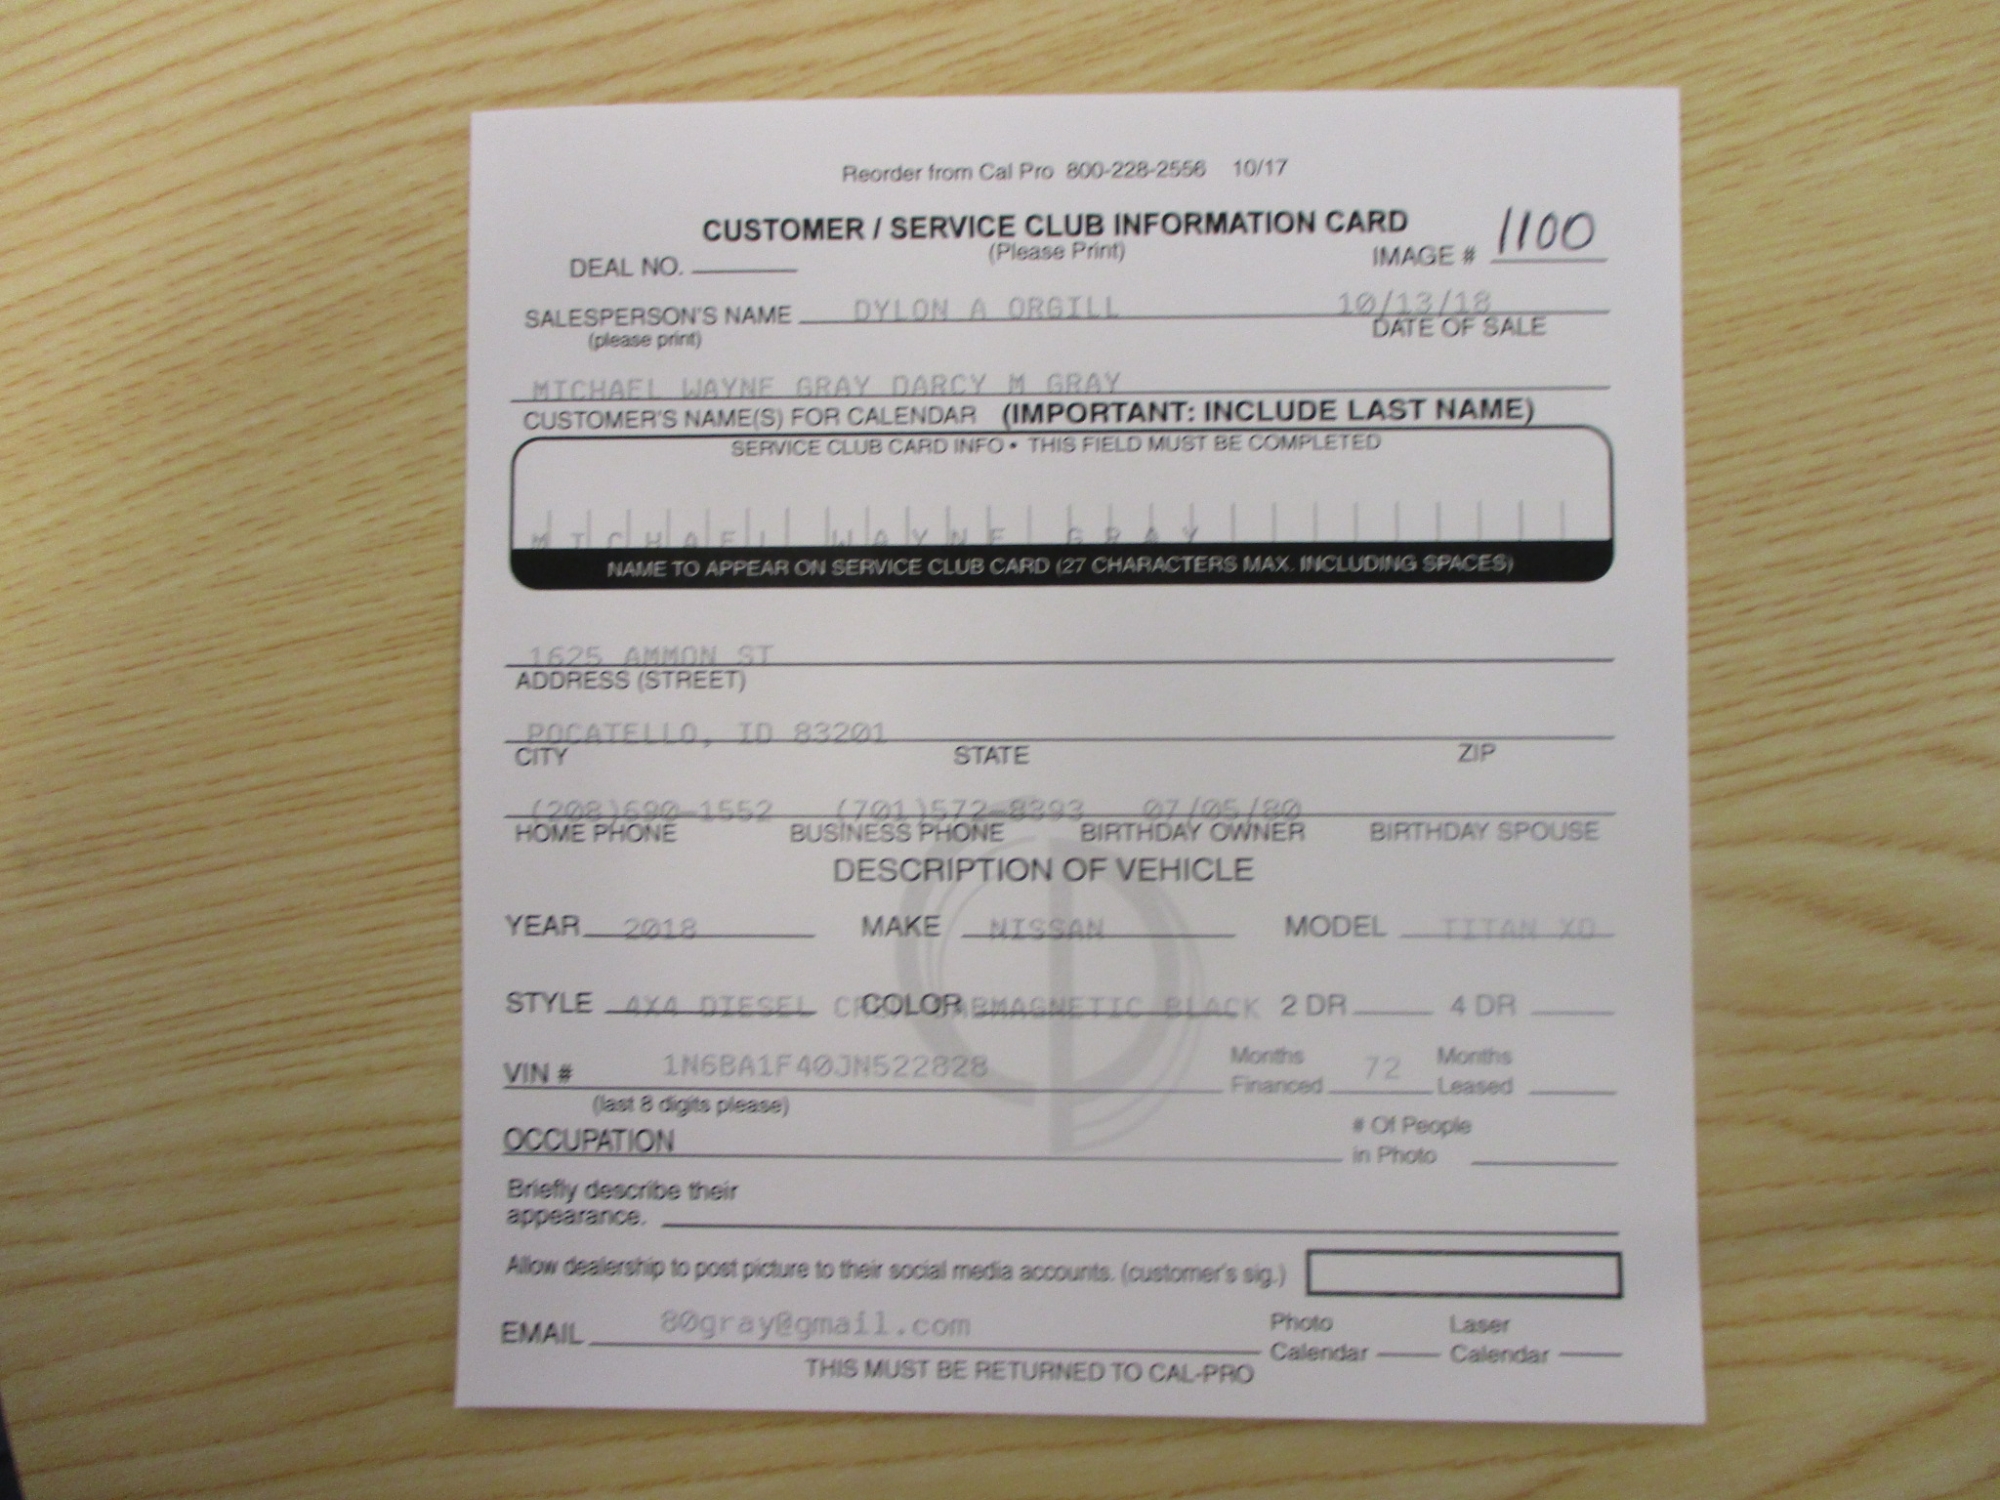 Reorder from Cal Pro 800-228-2556 10/17
CUSTOMER / SERVICE CLUB INFORMATION CARD
(Please Print)
IMAGE # 1100
DEAL NO.
SALESPERSON'S NAME DYLON A ORGILL 10/13/18
(please print) DATE OF SALE
MICHAEL WAYNE GRAY DARCY M GRAY
CUSTOMER'S NAME(S) FOR CALENDAR (IMPORTANT: INCLUDE LAST NAME)
SERVICE CLUB CARD INFO • THIS FIELD MUST BE COMPLETED
MICHAEL WAYNE GRAY
NAME TO APPEAR ON SERVICE CLUB CARD (27 CHARACTERS MAX. INCLUDING SPACES)
1625 AMMON ST
ADDRESS (STREET)
POCATELLO, ID 83201
CITY STATE ZIP
(208)690-1552 (701)572-8393 07/05/80
HOME PHONE BUSINESS PHONE BIRTHDAY OWNER BIRTHDAY SPOUSE
DESCRIPTION OF VEHICLE
YEAR 2018 MAKE NISSAN MODEL TITAN XD
STYLE 4X4 DIESEL COLOR MAGNETIC BLACK 2 DR 4 DR
VIN # 1N6BA1F40JN522828 Months Financed 72 Months Leased
(last 8 digits please)
OCCUPATION # Of People in Photo
Briefly describe their
appearance.
Allow dealership to post picture to their social media accounts. (customer's sig.)
EMAIL 80gray@gmail.com Photo Calendar Laser Calendar
THIS MUST BE RETURNED TO CAL-PRO